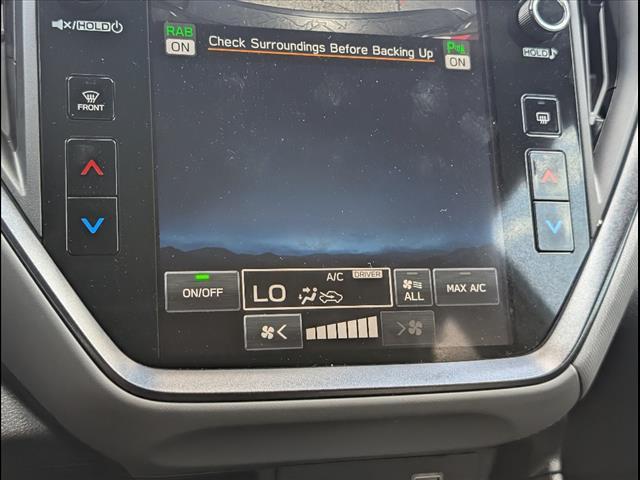 /HOLD
RAB
ON
Check Surroundings Before Backing Up
ON
HOLD
FRONT
A/C DRIVER
ON/OFF
LO
ALL
MAX A/C